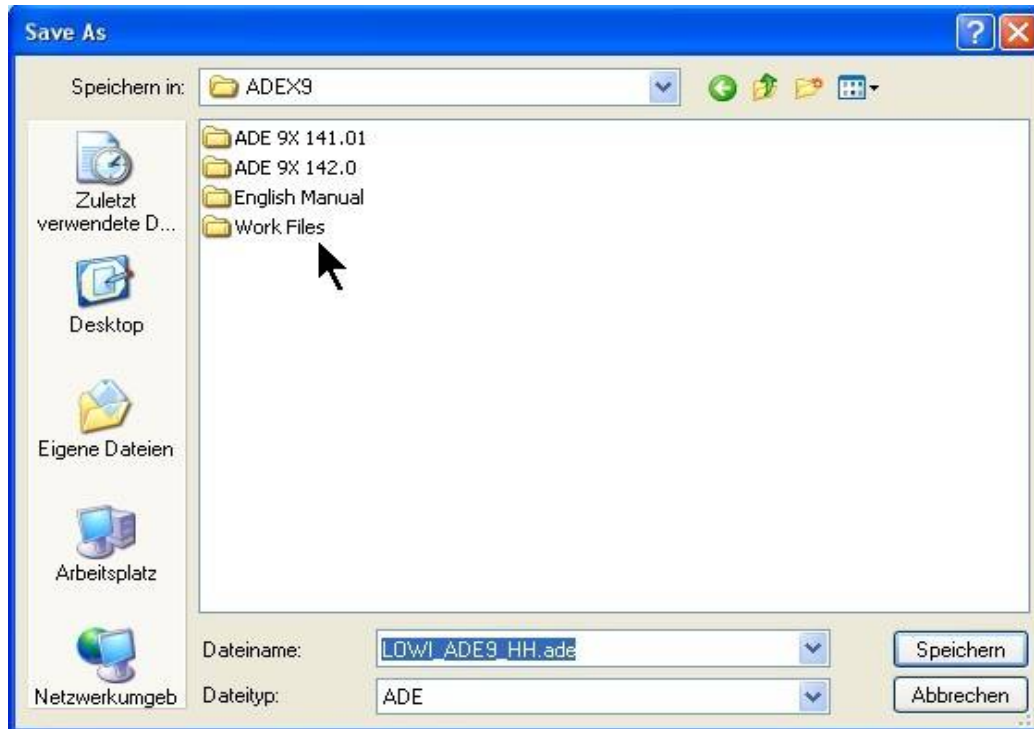 Save As
Speichern in:
ADEX9
ADE 9X 141.01
ADE 9X 142.0
English Manual
Work Files
Zuletzt
verwendete D...
Desktop
Eigene Dateien
Arbeitsplatz
Netzwerkumgeb
Dateiname:
LOWI_ADE9_HH.ade
Speichern
Dateityp:
ADE
Abbrechen